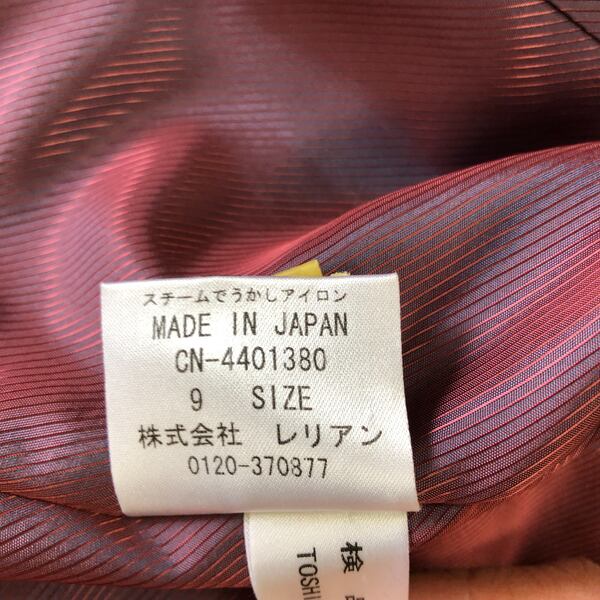 スチームでうかしアイロン
MADE IN JAPAN
CN-4401380
9 SIZE
株式会社 レリアン
0120-370877
検